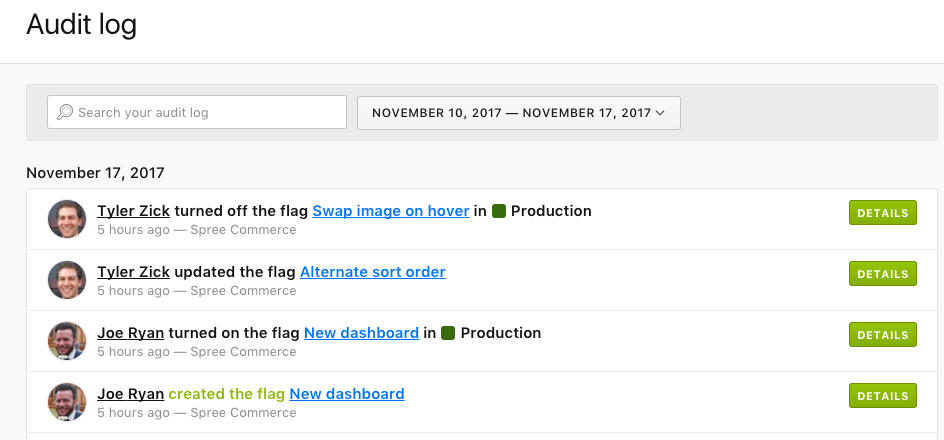 Audit log
Search your audit log
NOVEMBER 10, 2017 — NOVEMBER 17, 2017
November 17, 2017
Tyler Zick turned off the flag Swap image on hover in Production
DETAILS
5 hours ago — Spree Commerce
Tyler Zick updated the flag Alternate sort order
DETAILS
5 hours ago — Spree Commerce
Joe Ryan turned on the flag New dashboard in Production
DETAILS
5 hours ago — Spree Commerce
Joe Ryan created the flag New dashboard
DETAILS
5 hours ago — Spree Commerce